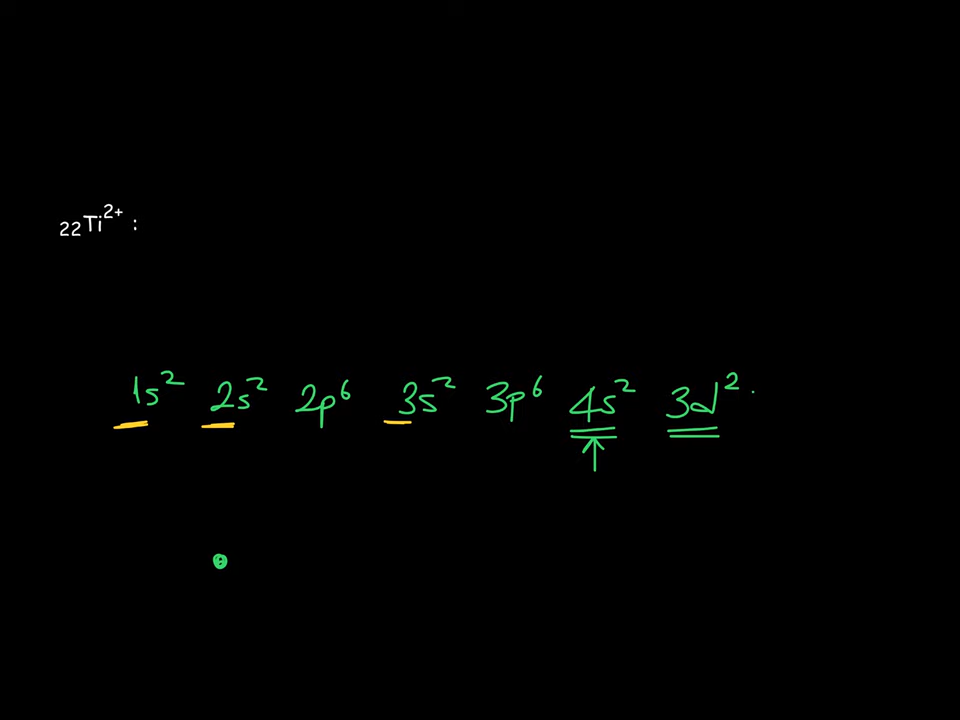 ₂₂Ti²⁺ :
1s² 2s² 2p⁶ 3s² 3p⁶ 4s² 3d² .